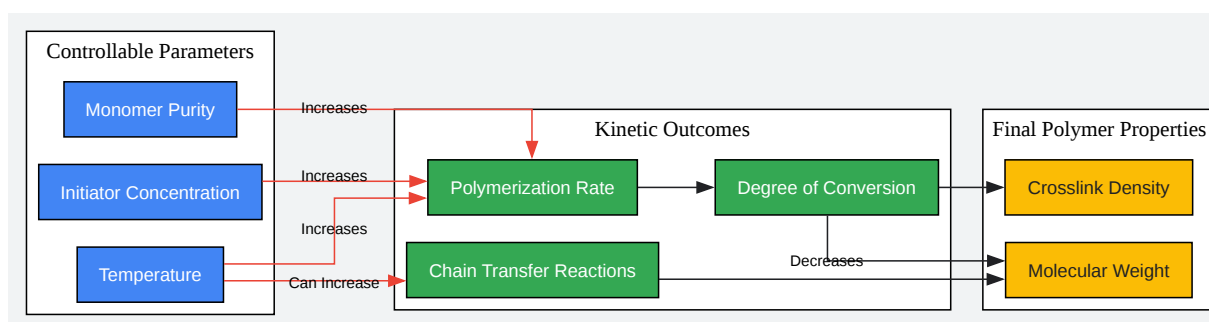 Controllable Parameters
Monomer Purity
Initiator Concentration
Temperature
Increases
Increases
Increases
Can Increase
Kinetic Outcomes
Polymerization Rate
Degree of Conversion
Chain Transfer Reactions
Decreases
Final Polymer Properties
Crosslink Density
Molecular Weight